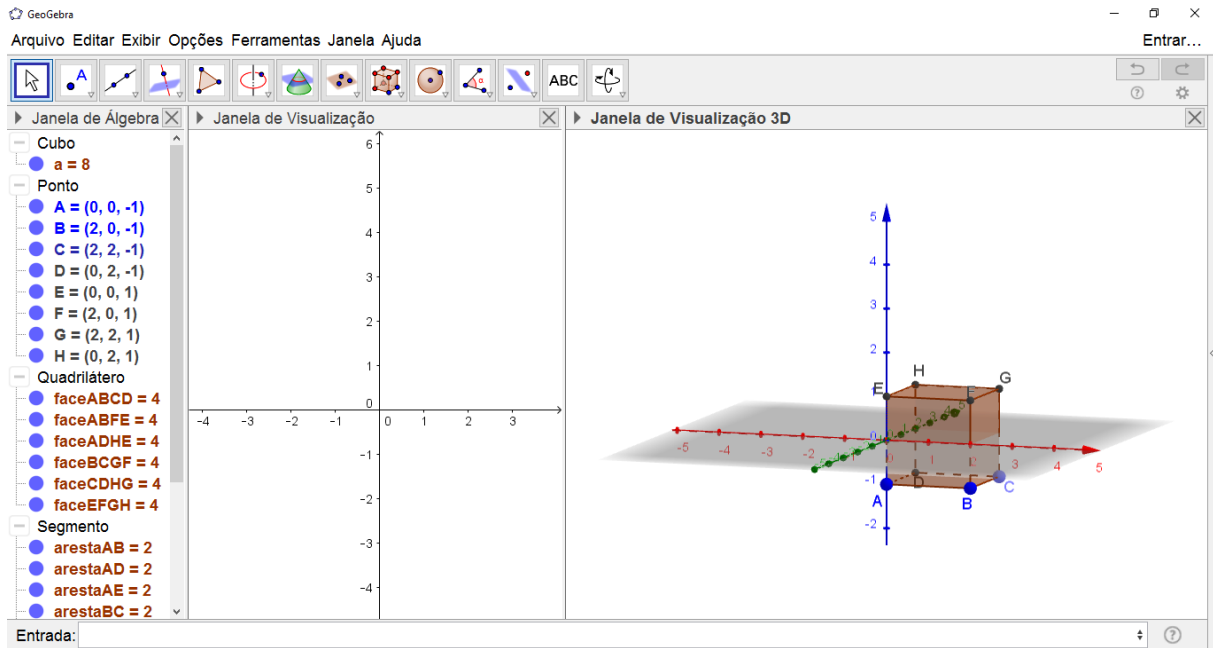 GeoGebra
Arquivo Editar Exibir Opções Ferramentas Janela Ajuda
Entrar…
A
ABC
Janela de Álgebra
Janela de Visualização
Janela de Visualização 3D
Cubo
a = 8
Ponto
A = (0, 0, -1)
B = (2, 0, -1)
C = (2, 2, -1)
D = (0, 2, -1)
E = (0, 0, 1)
F = (2, 0, 1)
G = (2, 2, 1)
H = (0, 2, 1)
Quadrilátero
faceABCD = 4
faceABFE = 4
faceADHE = 4
faceBCGF = 4
faceCDHG = 4
faceEFGH = 4
Segmento
arestaAB = 2
arestaAD = 2
arestaAE = 2
arestaBC = 2
6
5
4
3
2
1
0
-4 -3 -2 -1 0 1 2 3
-1
-2
-3
-4
5
4
3
2
H
G
E
F
0
-5 -4 -3 -2 0 1 2 3 4 5
-1
A
D
B
C
-2
Entrada: